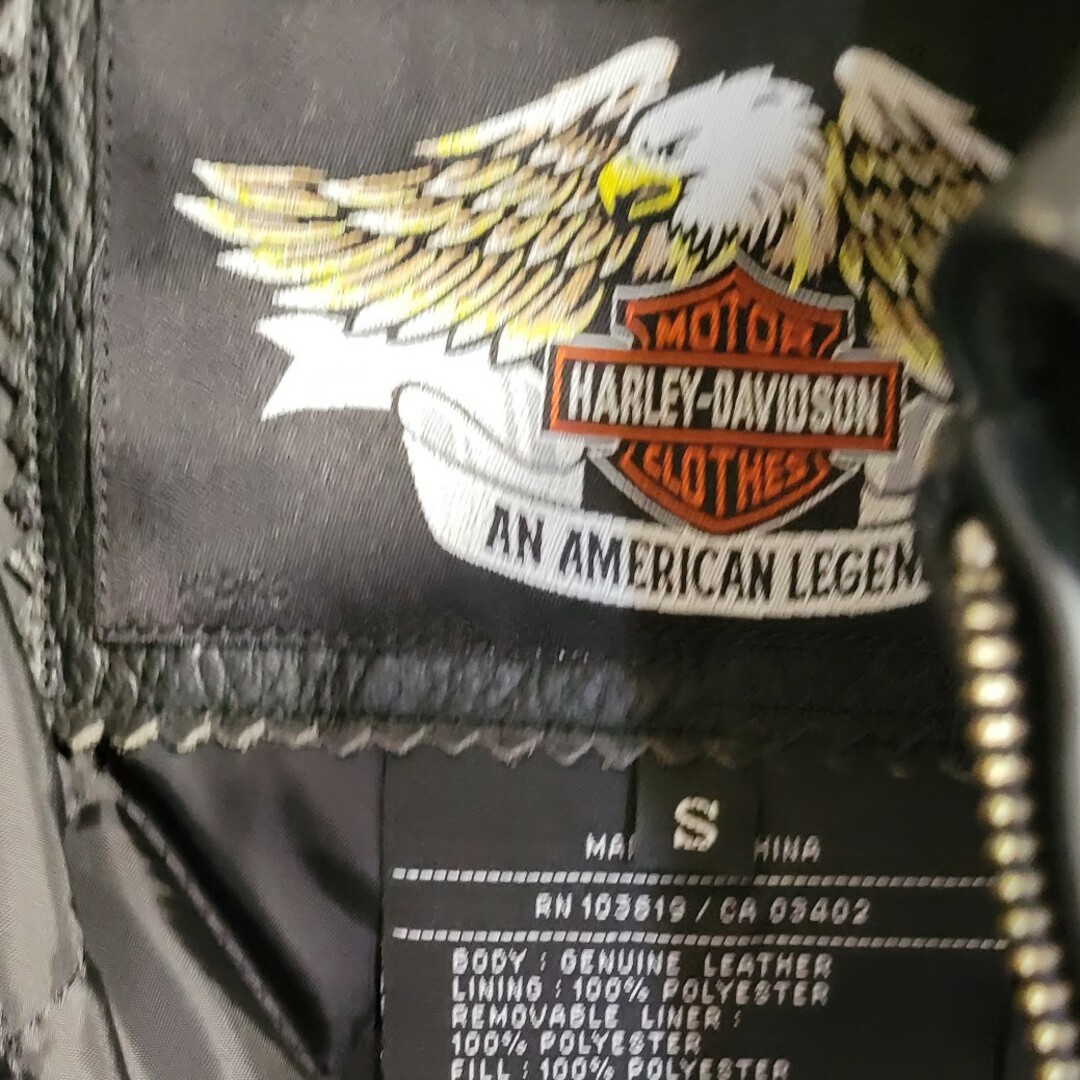 MOTOR
HARLEY-DAVIDSON
CLOTHES
AN AMERICAN LEGEN
S
MA HINA
RN 103819 / CA 03402
BODY : GENUINE LEATHER
LINING : 100% POLYESTER
REMOVABLE LINER :
100% POLYESTER
FILL : 100% POLYESTER